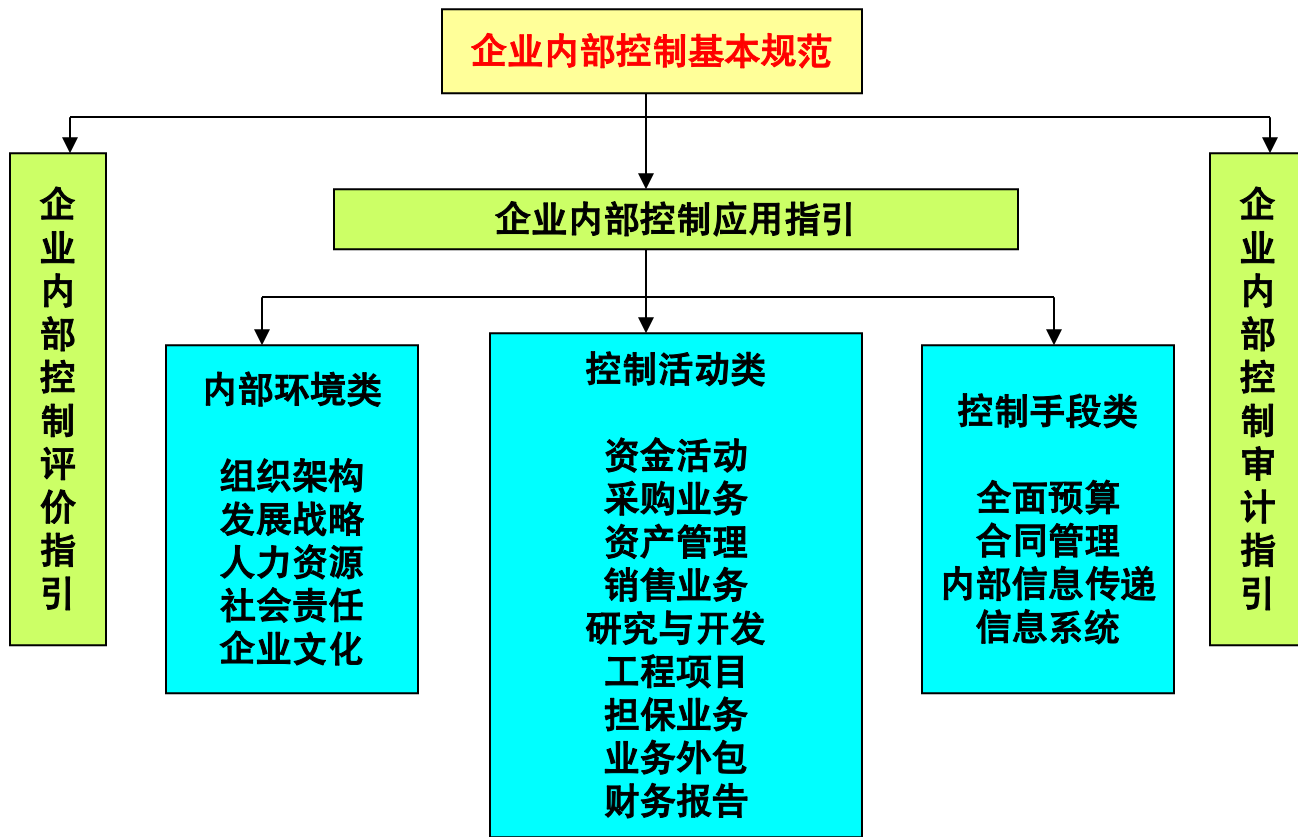 企业内部控制基本规范
企业内部控制评价指引
企业内部控制应用指引
企业内部控制审计指引
内部环境类
组织架构
发展战略
人力资源
社会责任
企业文化
控制活动类
资金活动
采购业务
资产管理
销售业务
研究与开发
工程项目
担保业务
业务外包
财务报告
控制手段类
全面预算
合同管理
内部信息传递
信息系统